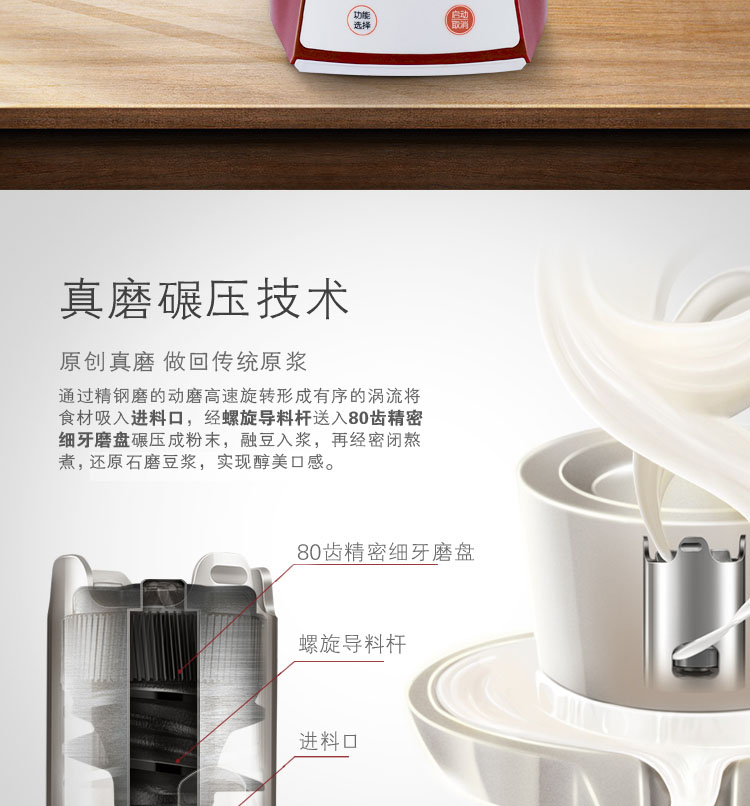 功能
选择
启动
取消
真磨碾压技术
原创真磨 做回传统原浆
通过精钢磨的动磨高速旋转形成有序的涡流将
食材吸入进料口，经螺旋导料杆送入80齿精密
细牙磨盘碾压成粉末，融豆入浆，再经密闭熬
煮，还原石磨豆浆，实现醇美口感。
80齿精密细牙磨盘
螺旋导料杆
进料口